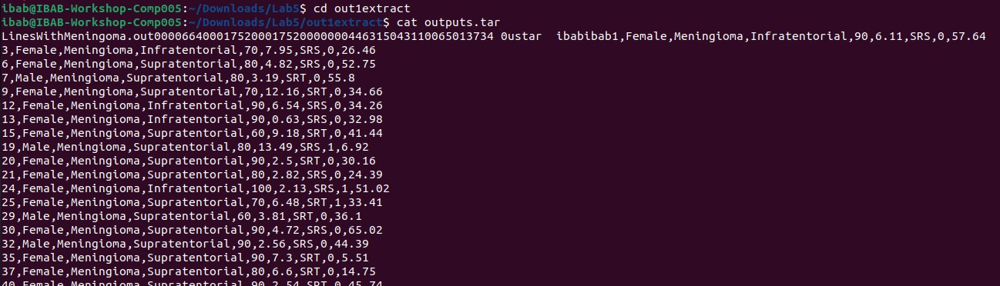 ibab@IBAB-Workshop-Comp005:~/Downloads/Lab5$ cd out1extract
ibab@IBAB-Workshop-Comp005:~/Downloads/Lab5/out1extract$ cat outputs.tar
LinesWithMeningoma.out0000664000175200017520000000446315043110065013734 0ustar  ibabibab1,Female,Meningioma,Infratentorial,90,6.11,SRS,0,57.64
3,Female,Meningioma,Infratentorial,70,7.95,SRS,0,26.46
6,Female,Meningioma,Supratentorial,80,4.82,SRS,0,52.75
7,Male,Meningioma,Supratentorial,80,3.19,SRT,0,55.8
9,Female,Meningioma,Supratentorial,70,12.16,SRT,0,34.66
12,Female,Meningioma,Infratentorial,90,6.54,SRS,0,34.26
13,Female,Meningioma,Infratentorial,90,0.63,SRS,0,32.98
15,Female,Meningioma,Supratentorial,60,9.18,SRT,0,41.44
19,Male,Meningioma,Supratentorial,80,13.49,SRS,1,6.92
20,Female,Meningioma,Supratentorial,90,2.5,SRT,0,30.16
21,Female,Meningioma,Supratentorial,80,2.82,SRS,0,24.39
24,Female,Meningioma,Infratentorial,100,2.13,SRS,1,51.02
25,Female,Meningioma,Supratentorial,70,6.48,SRT,1,33.41
29,Male,Meningioma,Supratentorial,60,3.81,SRT,0,36.1
30,Female,Meningioma,Supratentorial,90,4.72,SRS,0,65.02
32,Male,Meningioma,Supratentorial,90,2.56,SRS,0,44.39
35,Female,Meningioma,Supratentorial,90,7.3,SRT,0,5.51
37,Female,Meningioma,Supratentorial,80,6.6,SRT,0,14.75
40,Female,Meningioma,Supratentorial,90,2.54,SRT,0,45.74